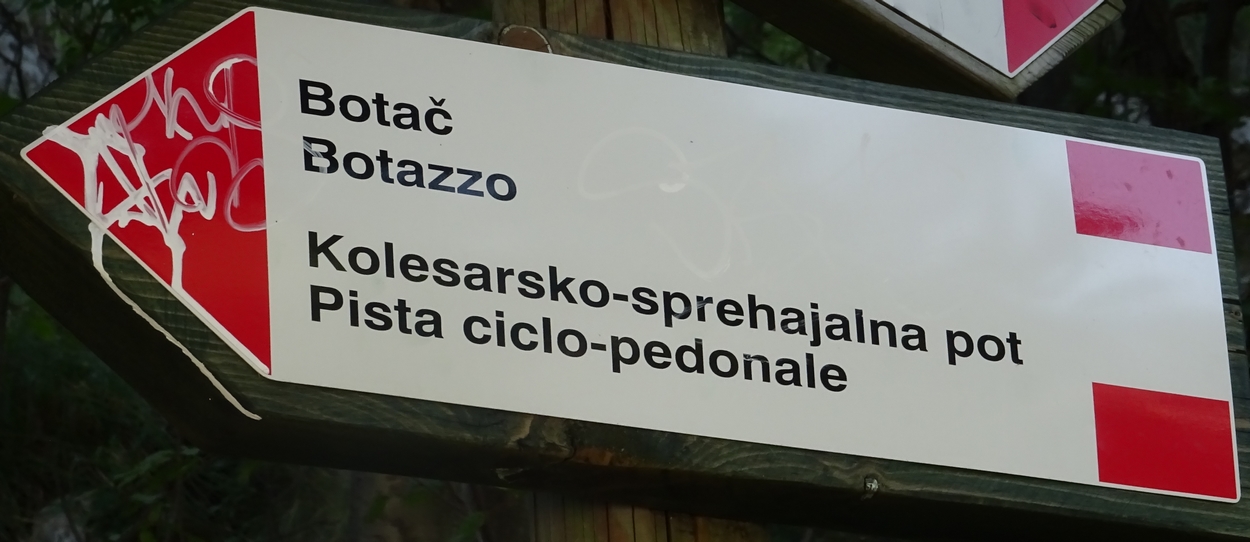 Botač
Botazzo
Kolesarsko-sprehajalna pot
Pista ciclo-pedonale